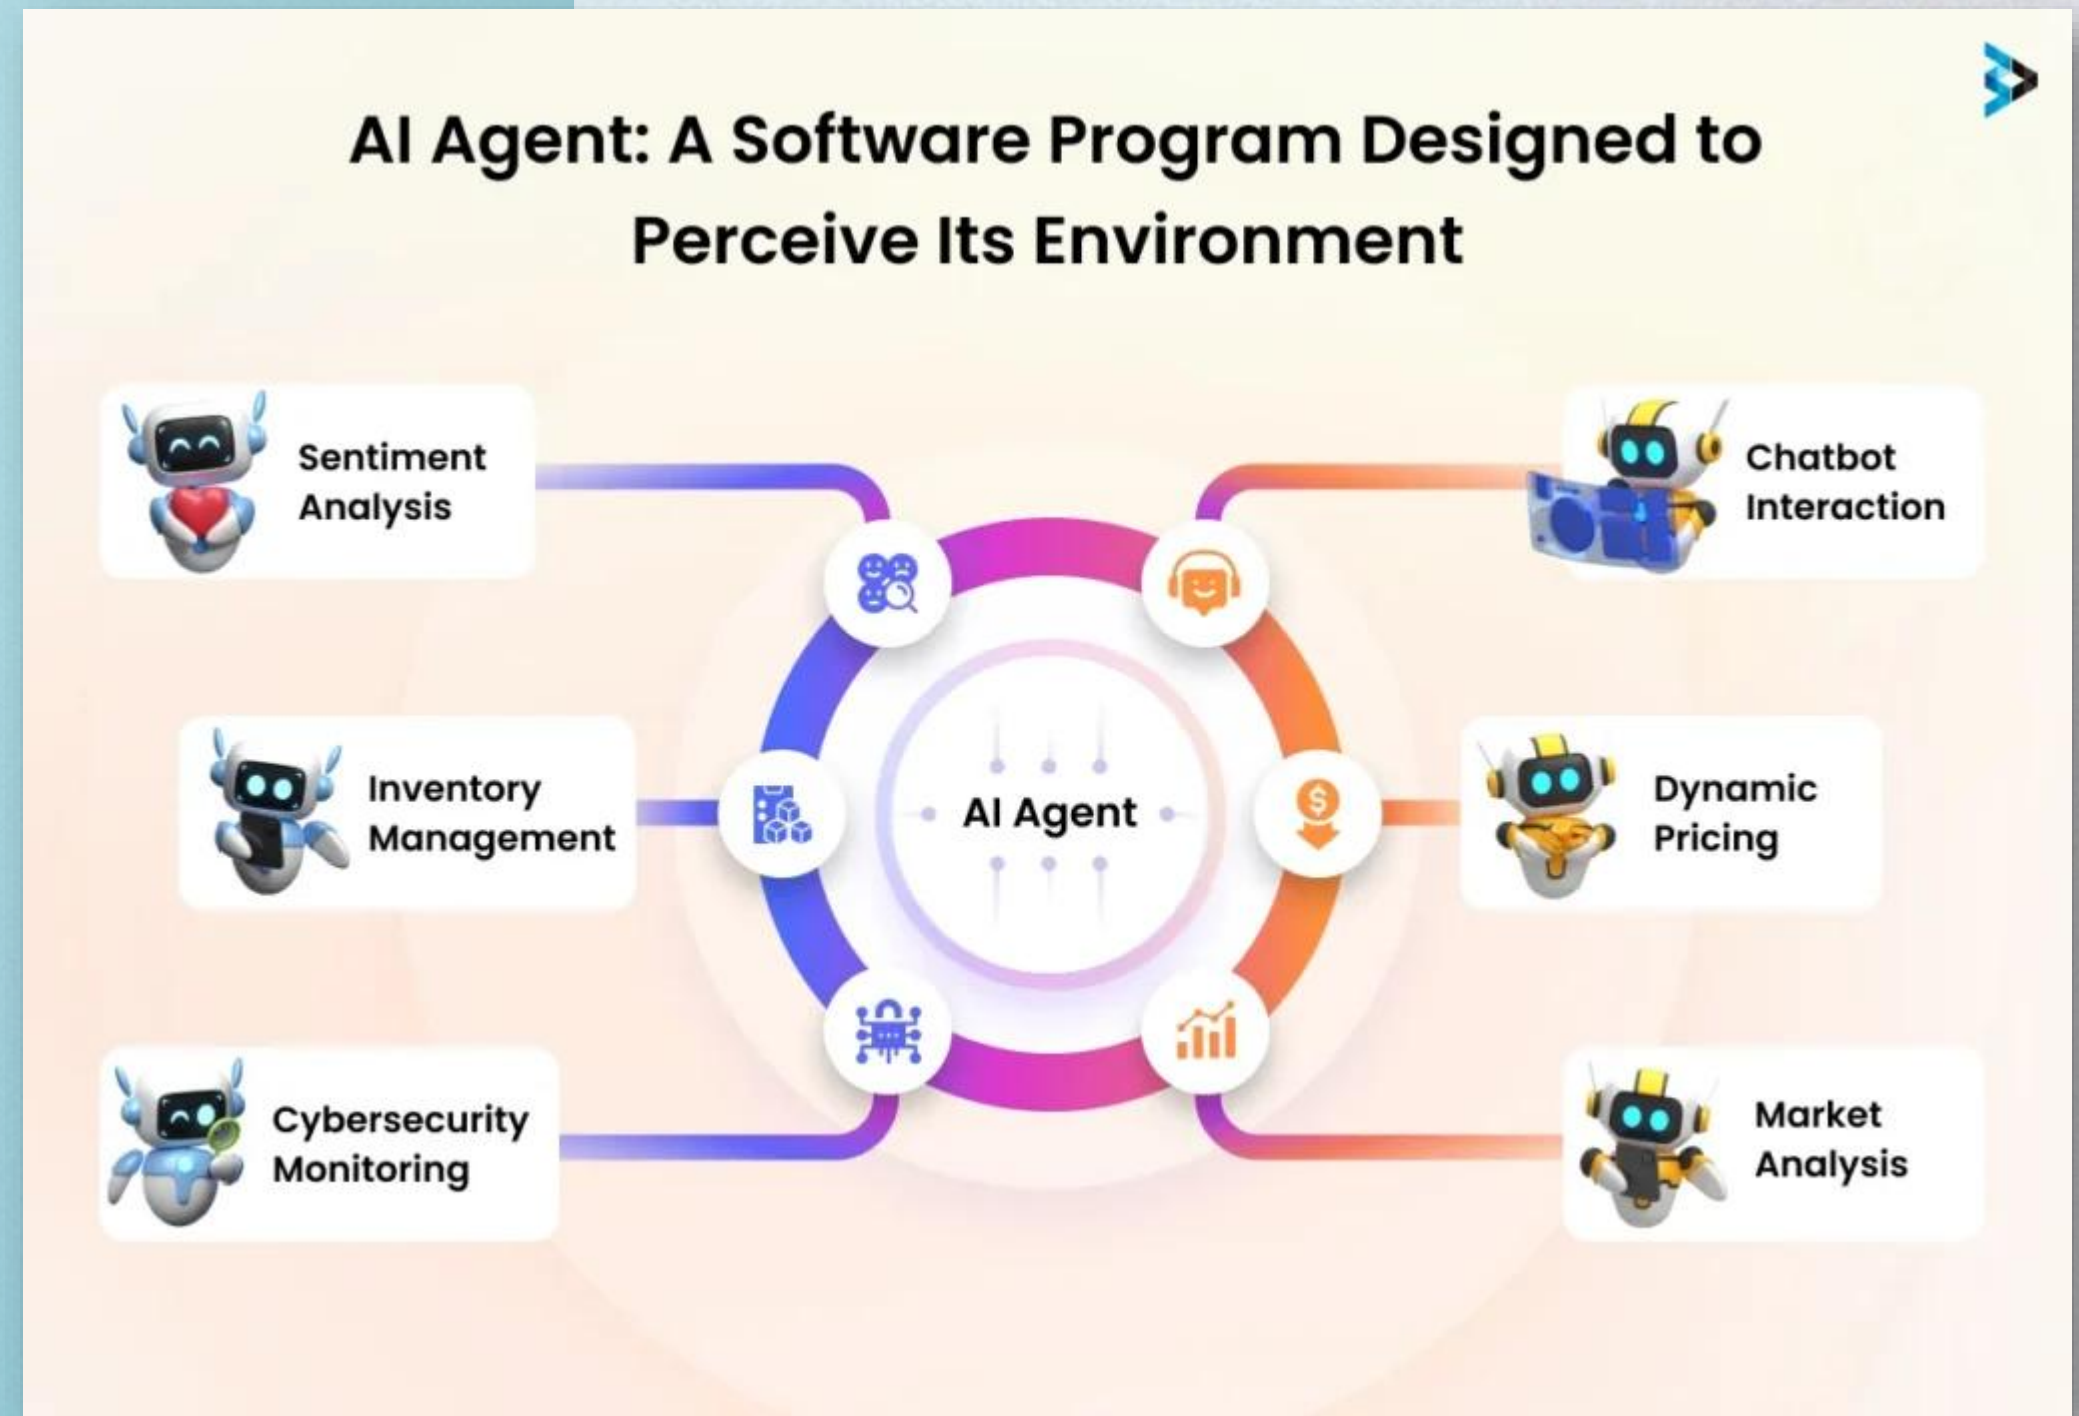 AI Agent: A Software Program Designed to
Perceive Its Environment
Sentiment
Analysis
Chatbot
Interaction
Inventory
Management
AI Agent
Dynamic
Pricing
Cybersecurity
Monitoring
Market
Analysis